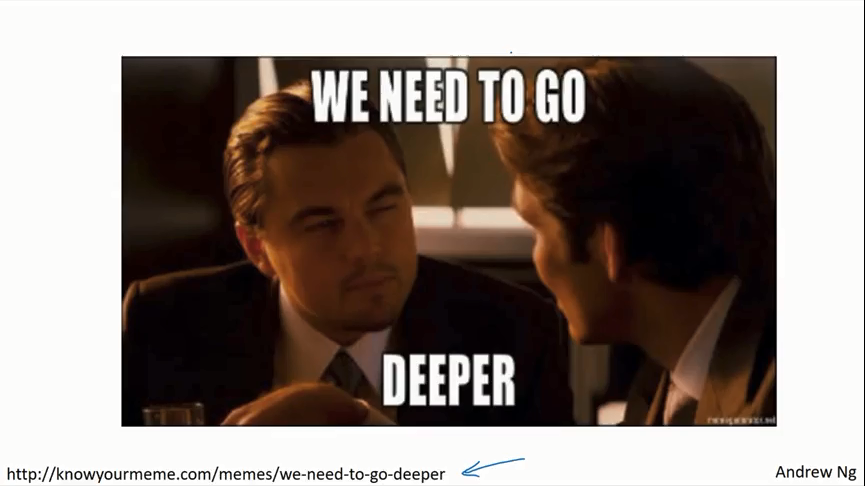 WE NEED TO GO
DEEPER
http://knowyourmeme.com/memes/we-need-to-go-deeper
Andrew Ng